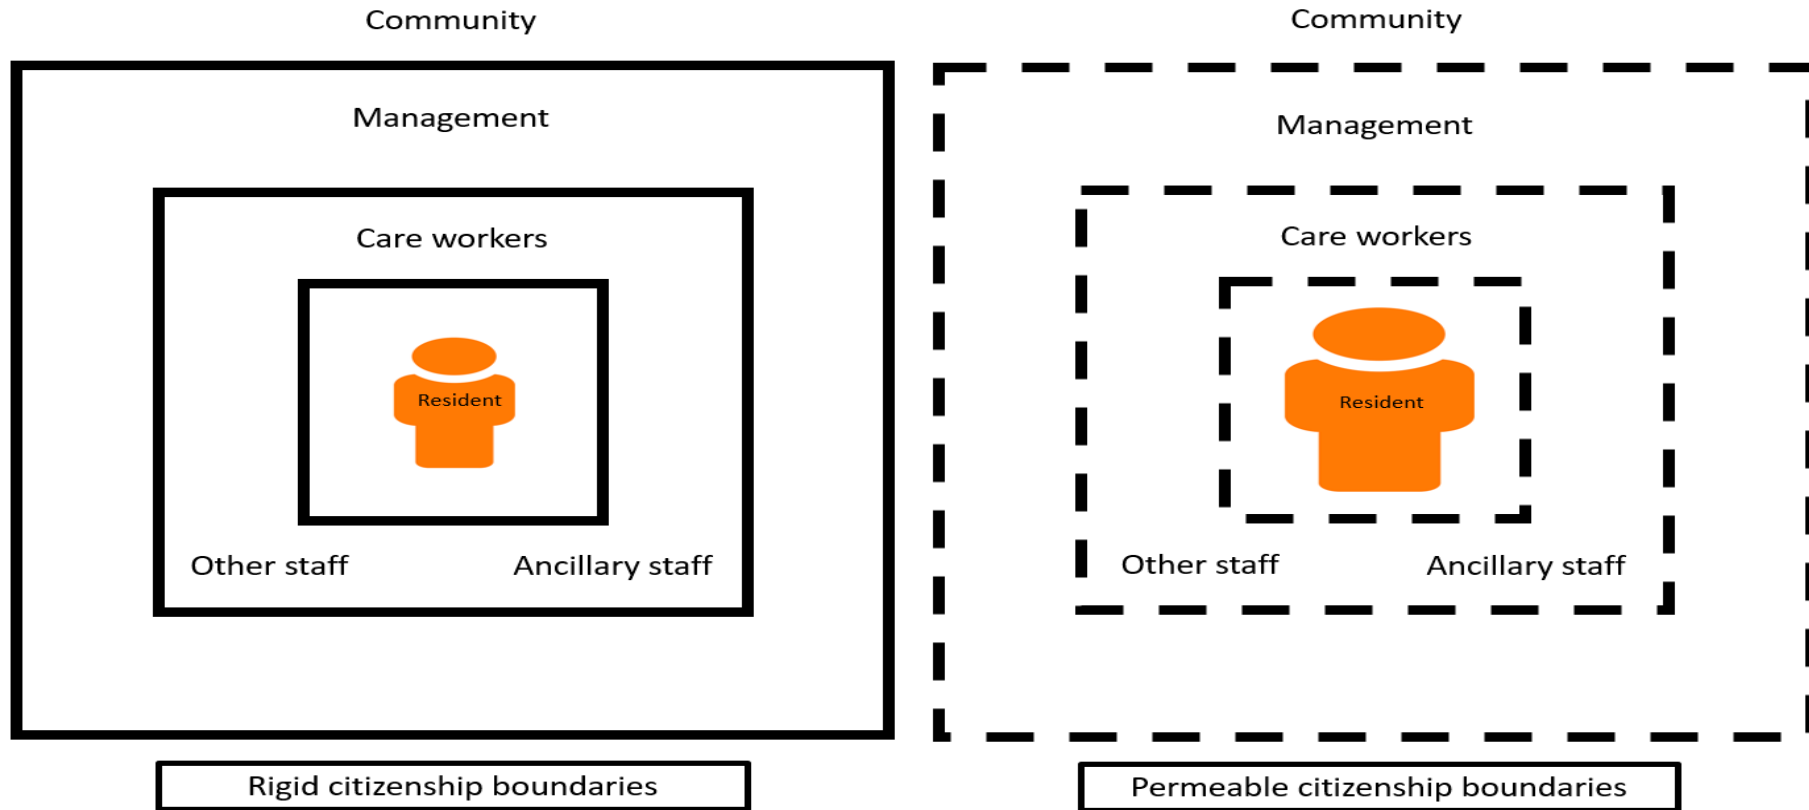 Community
Management
Care workers
Resident
Other staff
Ancillary staff
Rigid citizenship boundaries
Community
Management
Care workers
Resident
Other staff
Ancillary staff
Permeable citizenship boundaries